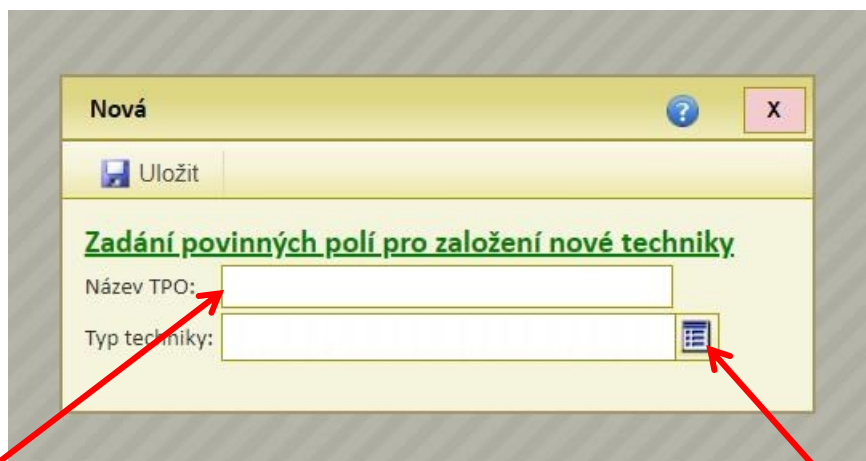 Nová
X
Uložit
Zadání povinných polí pro založení nové techniky.
Název TPO:
Typ techniky: